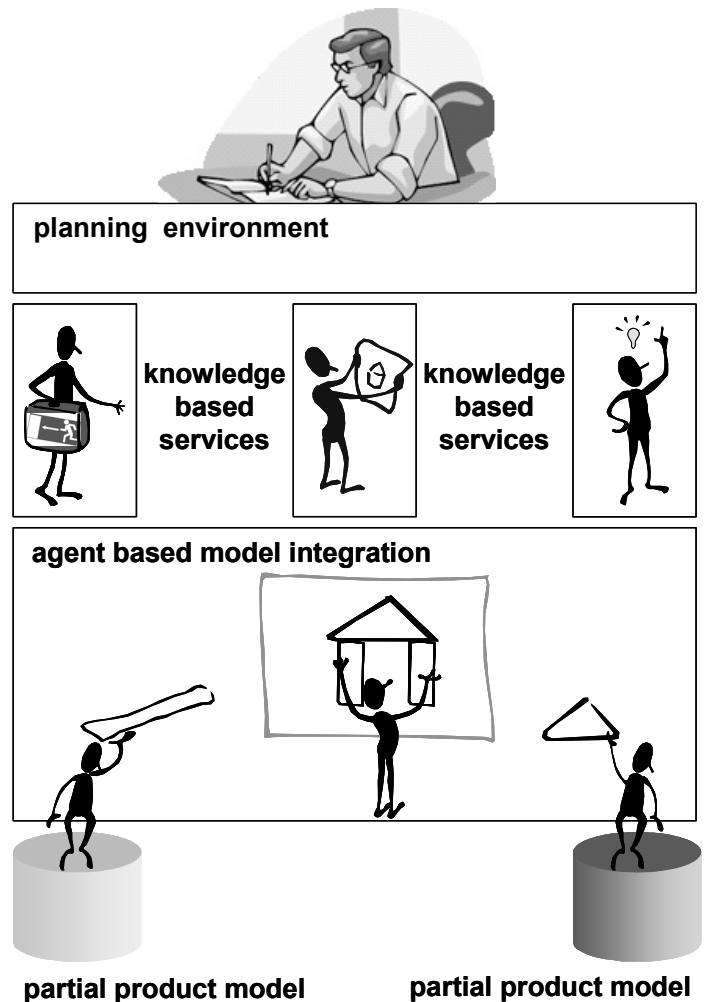 planning environment
knowledge
based
services
knowledge
based
services
agent based model integration
partial product model
partial product model